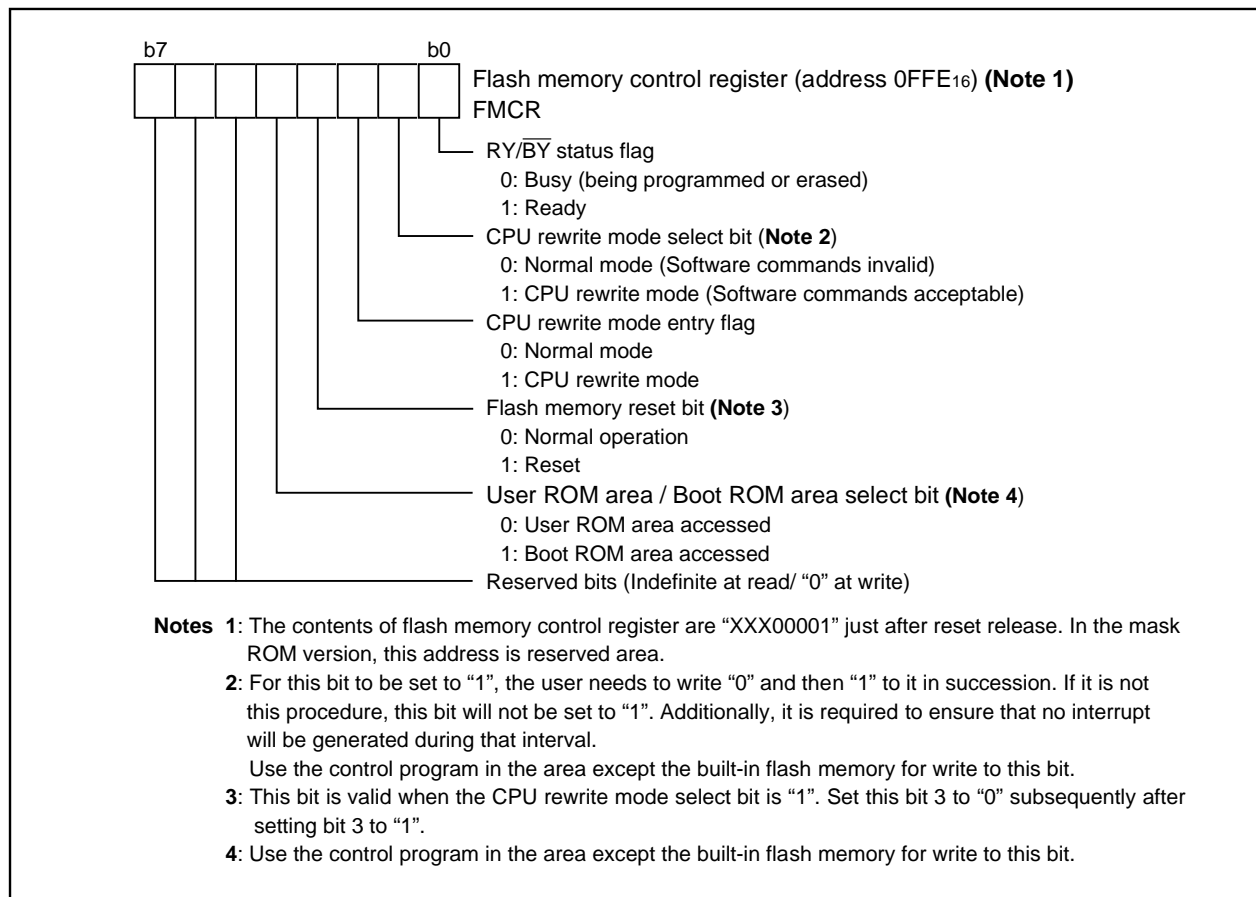 b7 b0
Flash memory control register (address 0FFE16) (Note 1)
FMCR
RY/BY status flag
0: Busy (being programmed or erased)
1: Ready
CPU rewrite mode select bit (Note 2)
0: Normal mode (Software commands invalid)
1: CPU rewrite mode (Software commands acceptable)
CPU rewrite mode entry flag
0: Normal mode
1: CPU rewrite mode
Flash memory reset bit (Note 3)
0: Normal operation
1: Reset
User ROM area / Boot ROM area select bit (Note 4)
0: User ROM area accessed
1: Boot ROM area accessed
Reserved bits (Indefinite at read/ “0” at write)
Notes 1: The contents of flash memory control register are “XXX00001” just after reset release. In the mask
ROM version, this address is reserved area.
2: For this bit to be set to “1”, the user needs to write “0” and then “1” to it in succession. If it is not
this procedure, this bit will not be set to “1”. Additionally, it is required to ensure that no interrupt
will be generated during that interval.
Use the control program in the area except the built-in flash memory for write to this bit.
3: This bit is valid when the CPU rewrite mode select bit is “1”. Set this bit 3 to “0” subsequently after
setting bit 3 to “1”.
4: Use the control program in the area except the built-in flash memory for write to this bit.